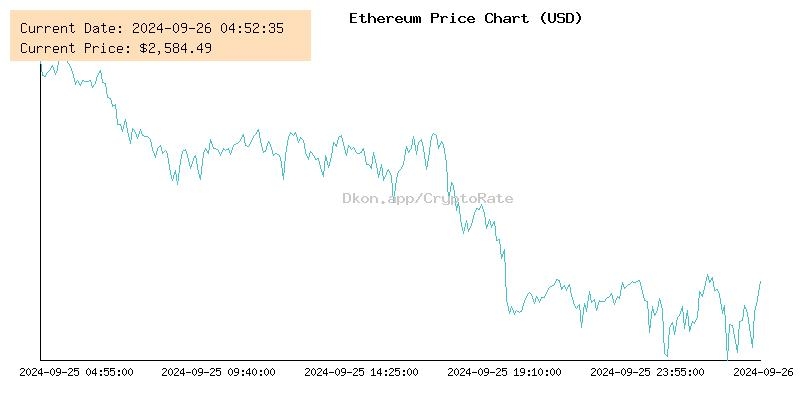 Current Date: 2024-09-26 04:52:35
Current Price: $2,584.49
Ethereum Price Chart (USD)
Dkon.app/CryptoRate
2024-09-25 04:55:00
2024-09-25 09:40:00
2024-09-25 14:25:00
2024-09-25 19:10:00
2024-09-25 23:55:00
2024-09-26